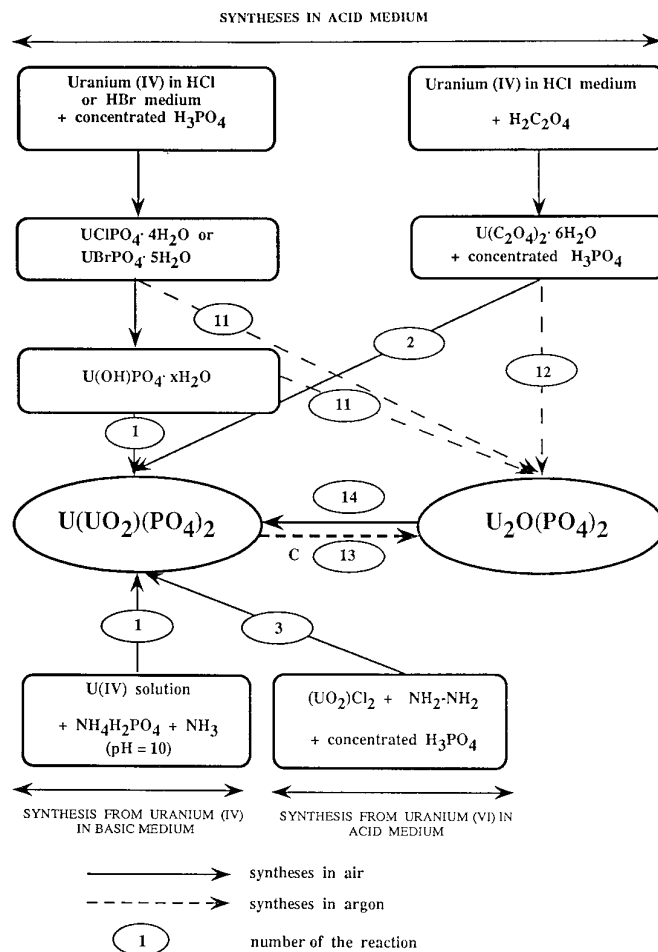 SYNTHESES IN ACID MEDIUM
Uranium (IV) in HCl
or HBr medium
+ concentrated H3PO4
Uranium (IV) in HCl medium
+ H2C2O4
UClPO4· 4H2O or
UBrPO4· 5H2O
U(C2O4)2 · 6H2O
+ concentrated H3PO4
11
2
12
U(OH)PO4 · xH2O
11
1
U(UO2)(PO4)2
14
U2O(PO4)2
C
13
1
3
U(IV) solution
+ NH4H2PO4 + NH3
(pH = 10)
(UO2)Cl2 + NH2-NH2
+ concentrated H3PO4
SYNTHESIS FROM URANIUM (IV)
IN BASIC MEDIUM
SYNTHESIS FROM URANIUM (VI) IN
ACID MEDIUM
syntheses in air
syntheses in argon
1
number of the reaction